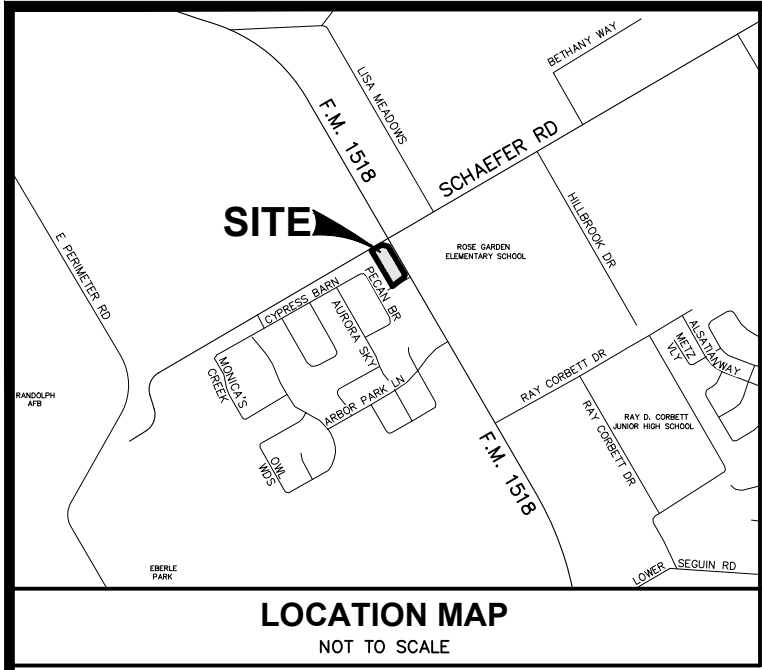 BETHANY WAY
LISA MEADOWS
F.M. 1518
SCHAEFER RD
HILLBROOK DR
SITE
E PERIMETER RD
ROSE GARDEN
ELEMENTARY SCHOOL
CYPRESS BARN
PECAN BR
AURORA SKY
MONICA'S
CREEK
ARBOR PARK LN
RANDOLPH
AFB
METZ
VLY
ALSATIANWAY
RAY CORBETT DR
RAY CORBETT DR
RAY D. CORBETT
JUNIOR HIGH SCHOOL
OWL
WDS
F.M. 1518
EBERLE
PARK
LOWER SEGUIN RD
LOCATION MAP
NOT TO SCALE